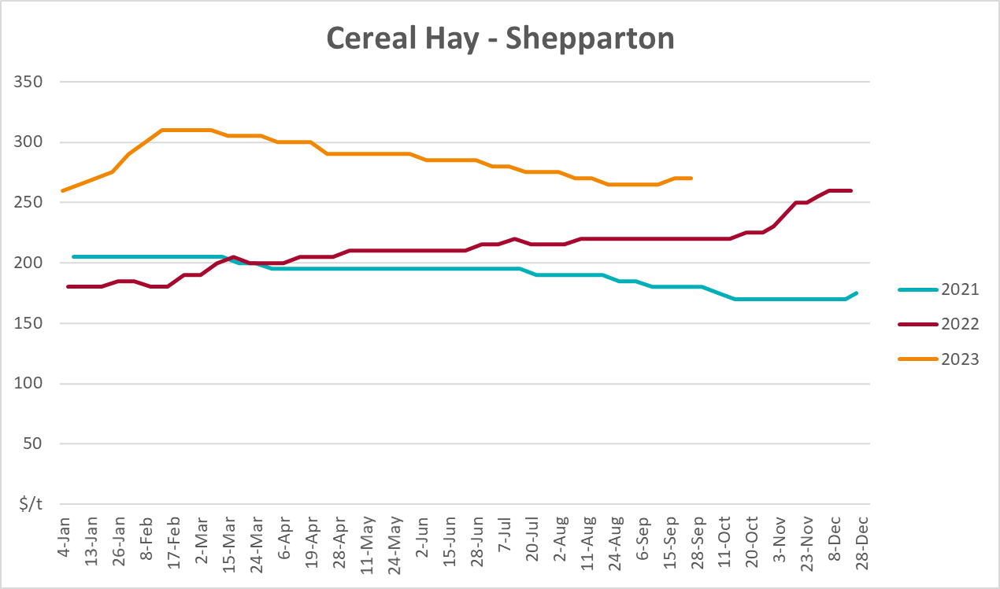 Cereal Hay - Shepparton
350
300
250
200
150
100
50
$/t
4-Jan
13-Jan
26-Jan
8-Feb
17-Feb
2-Mar
15-Mar
24-Mar
6-Apr
19-Apr
28-Apr
11-May
24-May
2-Jun
15-Jun
28-Jun
7-Jul
20-Jul
2-Aug
11-Aug
24-Aug
6-Sep
15-Sep
28-Sep
11-Oct
20-Oct
3-Nov
23-Nov
8-Dec
28-Dec
2021
2022
2023